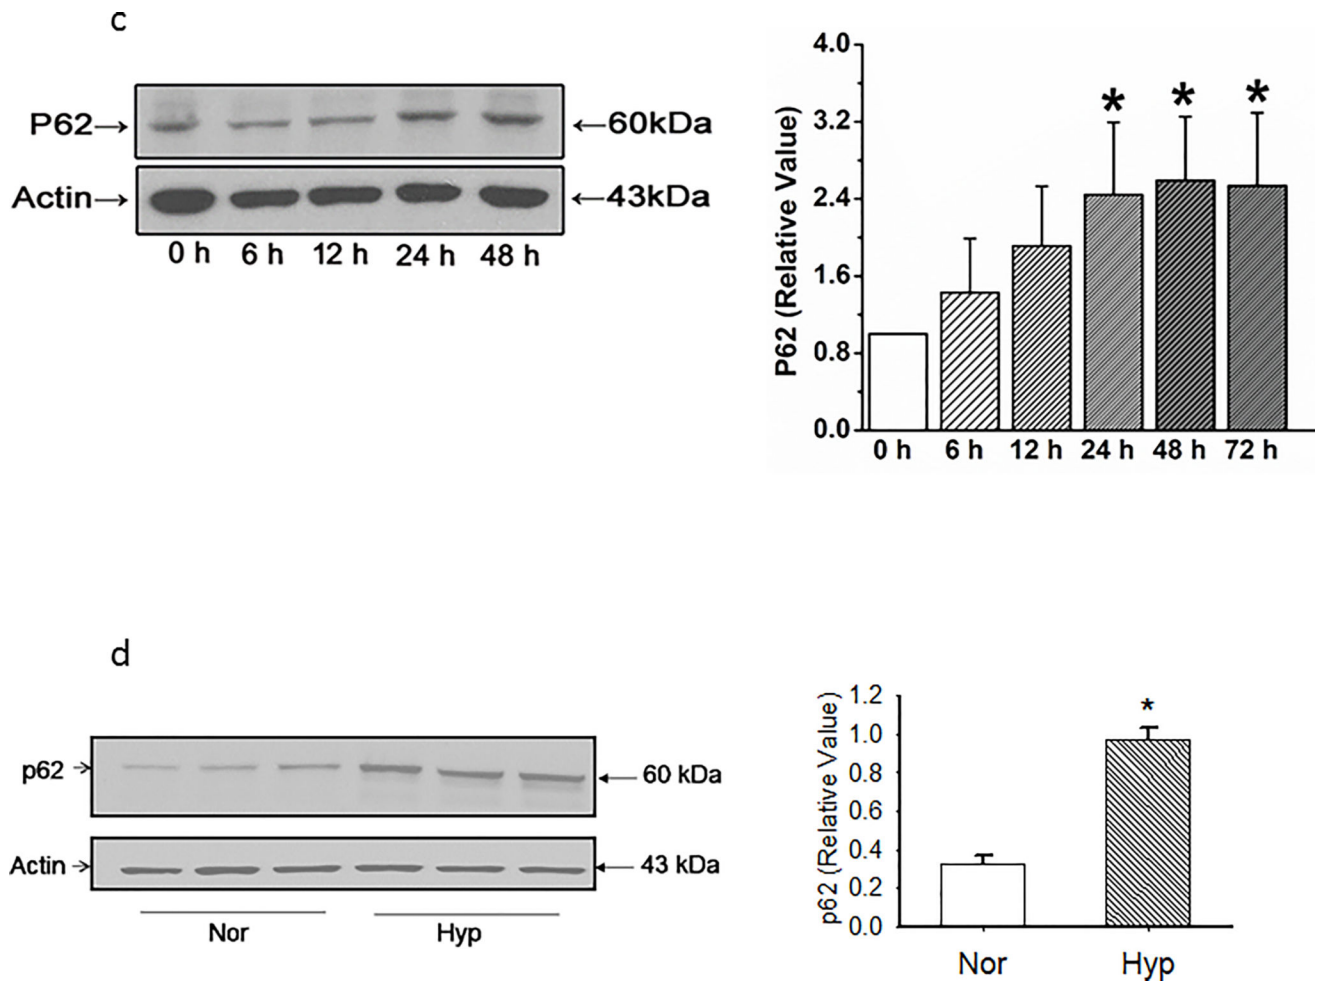 c
P62→ ←60kDa
Actin→ ←43kDa
0 h 6 h 12 h 24 h 48 h
P62 (Relative Value)
4.0
3.2
2.4
1.6
0.8
0.0
* * *
0 h 6 h 12 h 24 h 48 h 72 h
d
p62 → ← 60 kDa
Actin → ← 43 kDa
Nor Hyp
p62 (Relative Value)
1.2
1.0
0.8
0.6
0.4
0.2
0.0
*
Nor Hyp